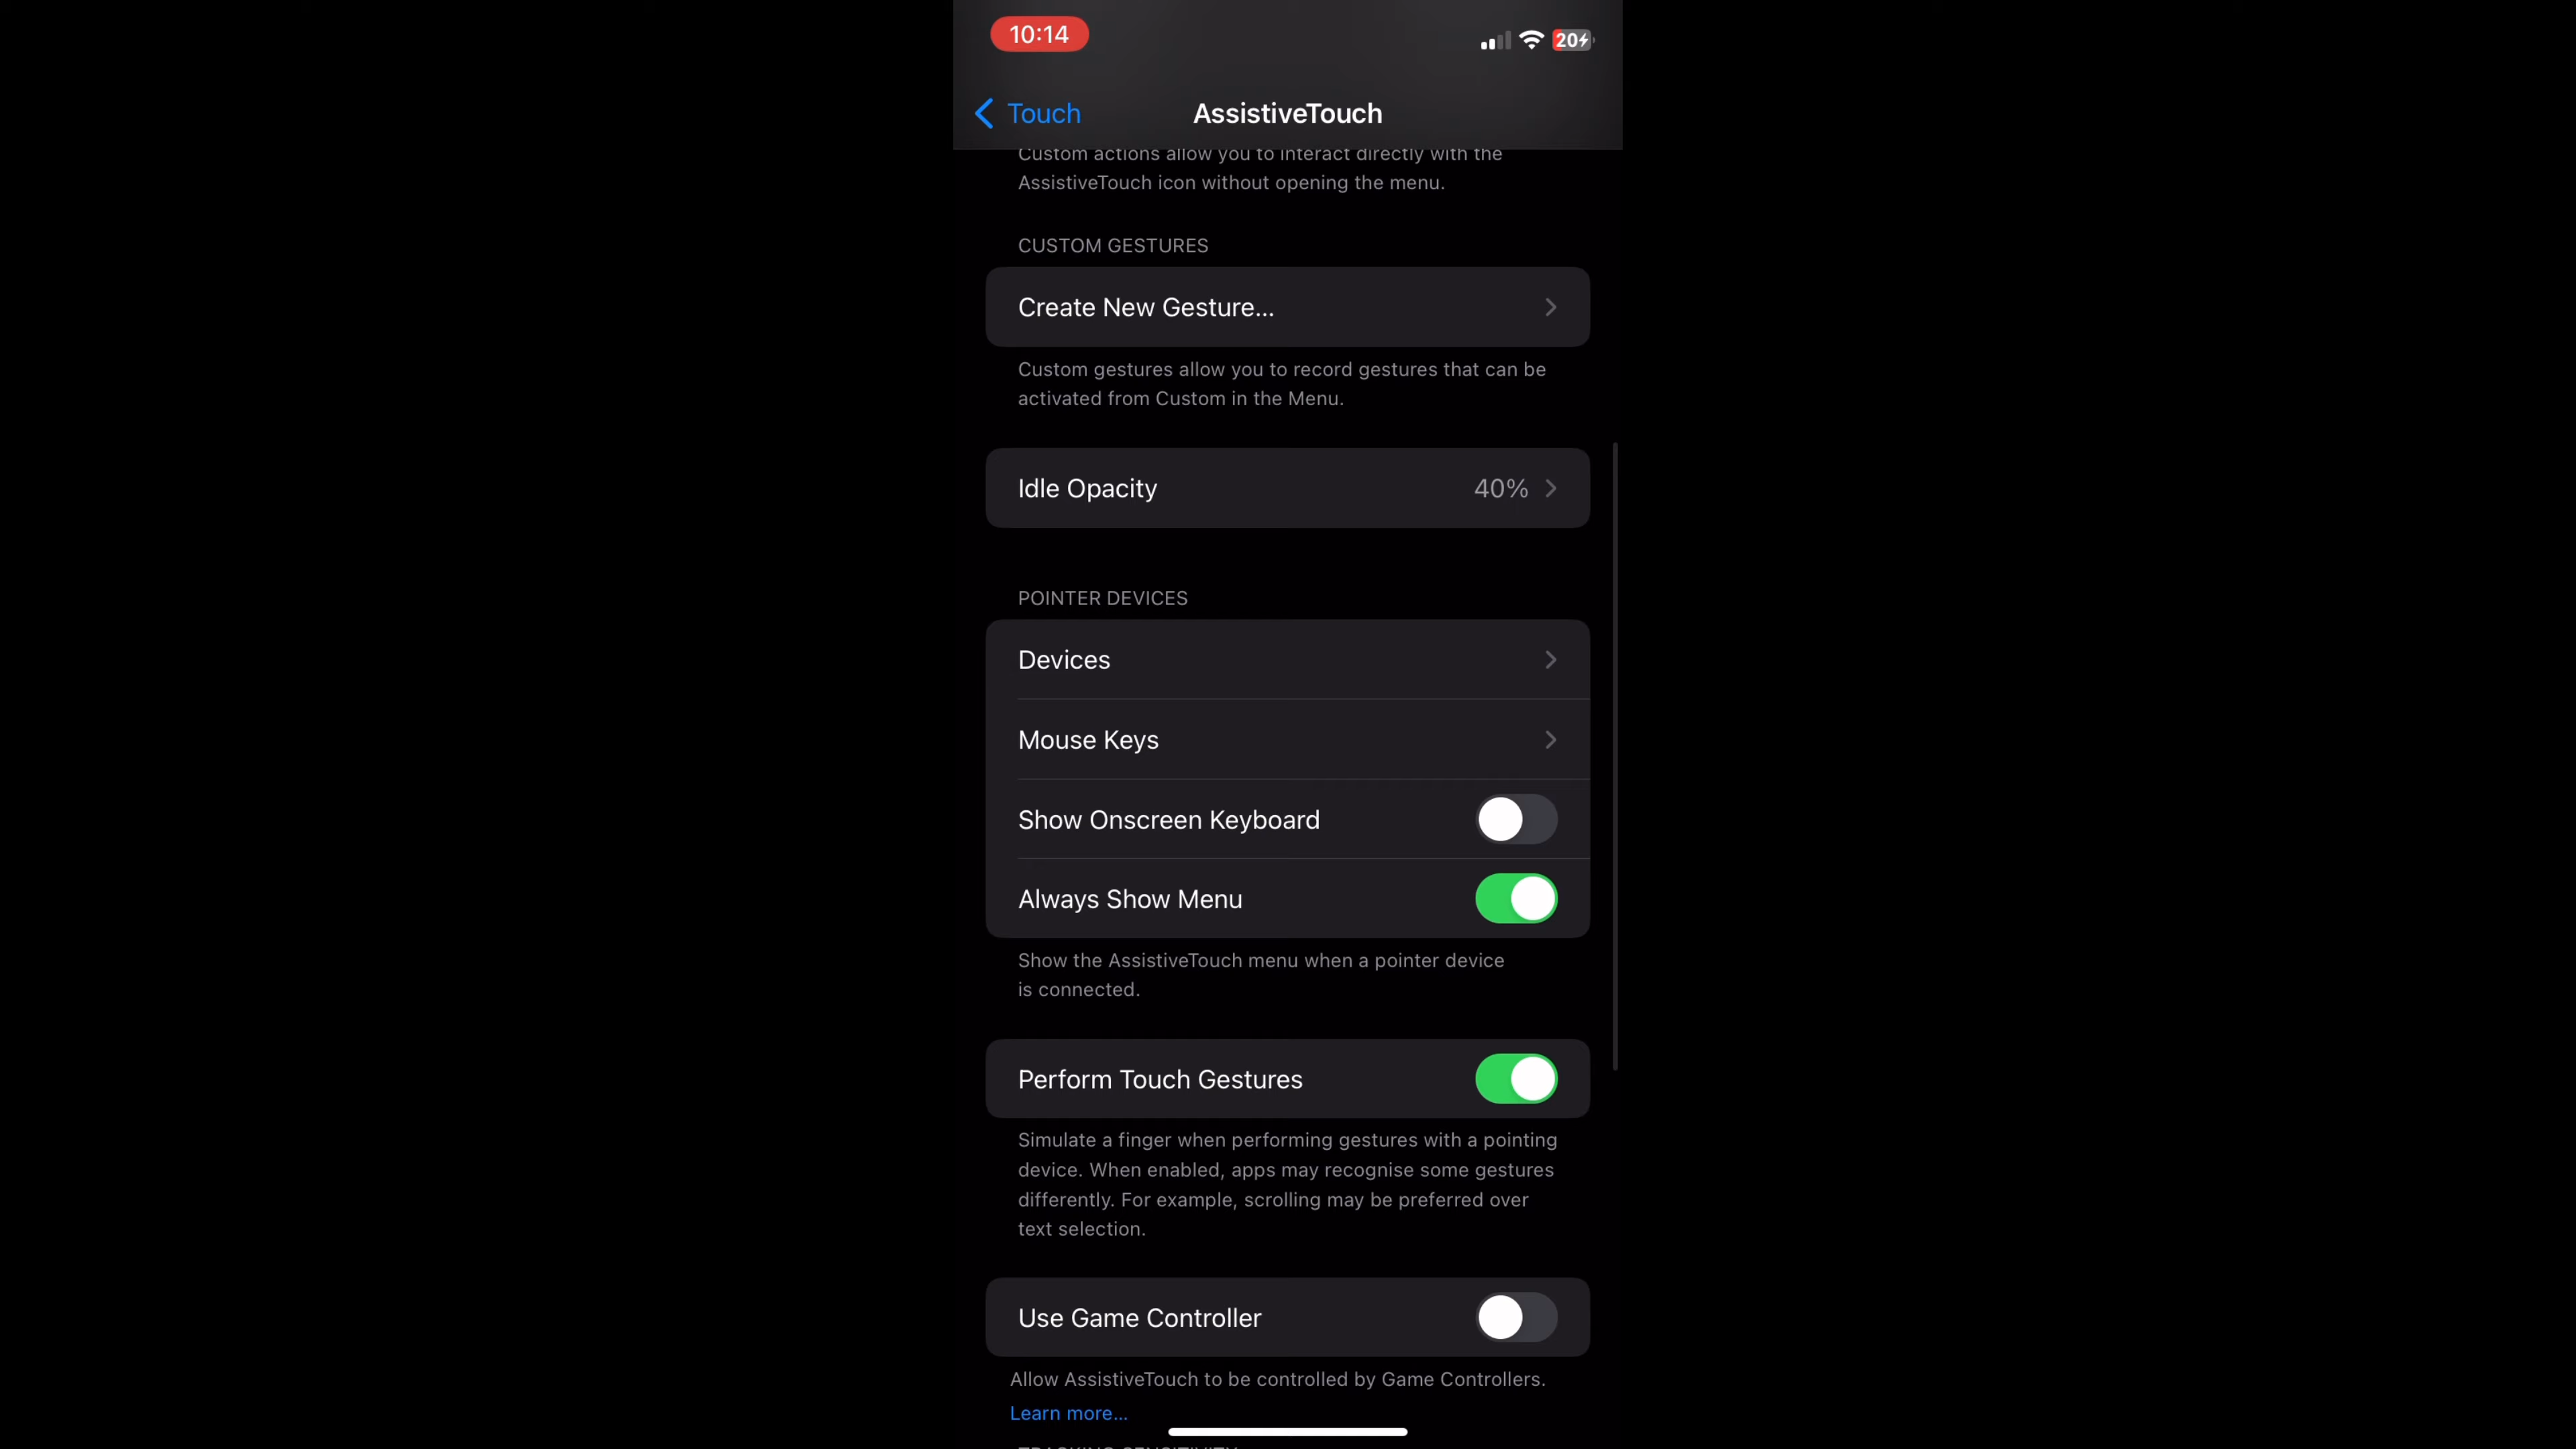 10:14
20
Touch
AssistiveTouch
Custom actions allow you to interact directly with the
AssistiveTouch icon without opening the menu.
CUSTOM GESTURES
Create New Gesture...
Custom gestures allow you to record gestures that can be
activated from Custom in the Menu.
Idle Opacity 40%
POINTER DEVICES
Devices
Mouse Keys
Show Onscreen Keyboard
Always Show Menu
Show the AssistiveTouch menu when a pointer device
is connected.
Perform Touch Gestures
Simulate a finger when performing gestures with a pointing
device. When enabled, apps may recognise some gestures
differently. For example, scrolling may be preferred over
text selection.
Use Game Controller
Allow AssistiveTouch to be controlled by Game Controllers.
Learn more...
TRACKING SENSITIVITY